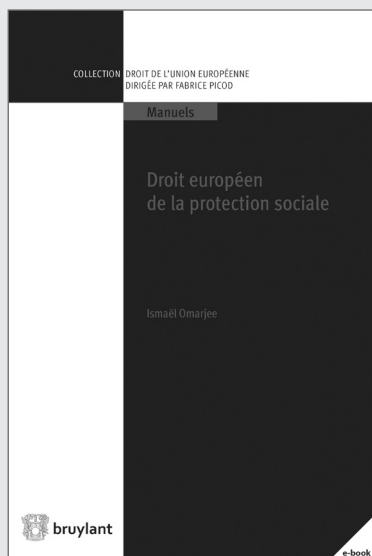 COLLECTION DROIT DE L'UNION EUROPÉENNE
DIRIGÉE PAR FABRICE PICOD
Manuels
Droit européen
de la protection sociale
Ismaël Omarjee
bruylant
e-book